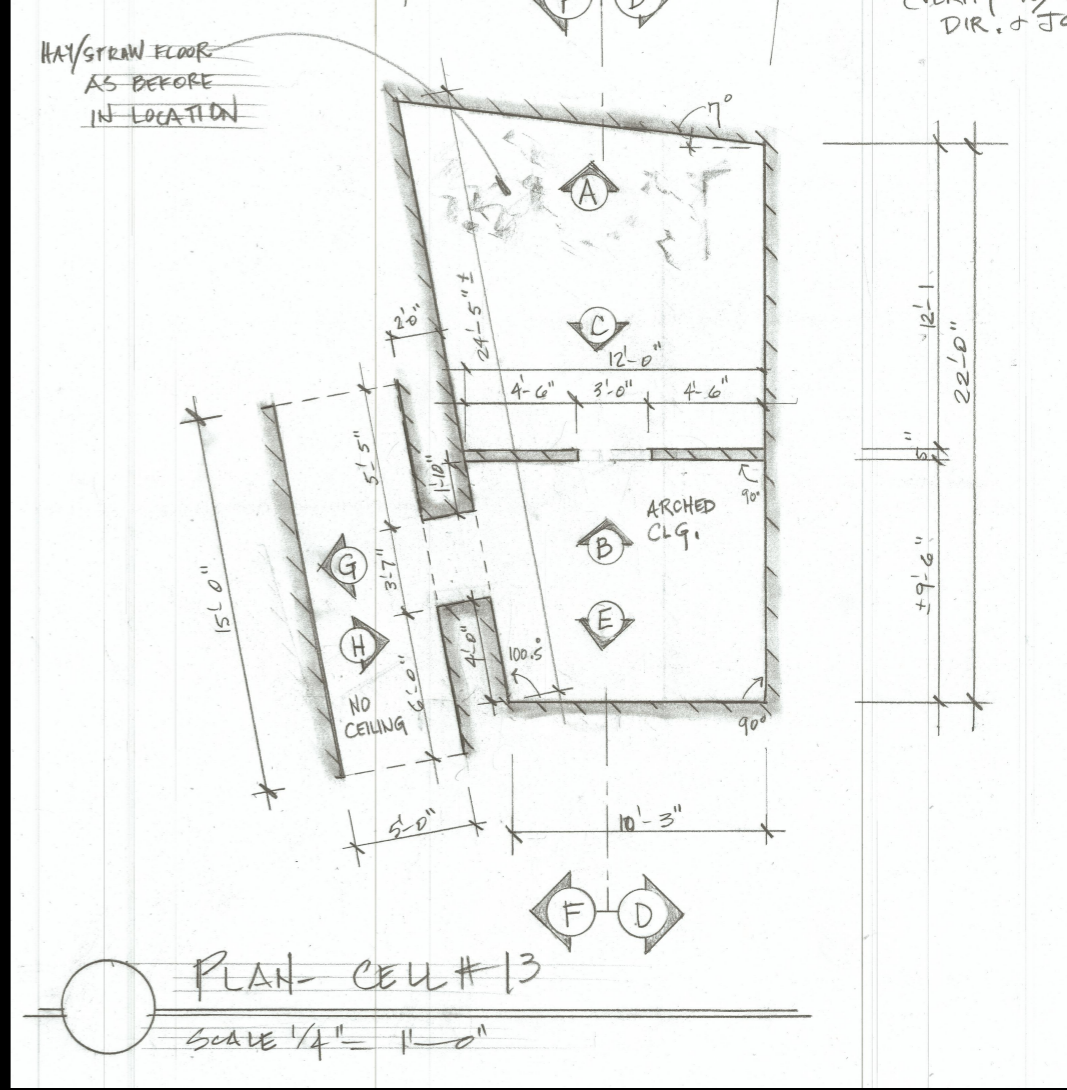 DIR. &
HAY/STRAW FLOOR
AS BEFORE
IN LOCATION
F D
7°
A
2'-0"
24'-5" ±
C
12'-0"
4'-6" 3'-0" 4'-6"
12'-1
22'-0"
5"
±9'-6"
5'-5"
1'-10"
90°
ARCHED
CLG.
B
G
3'-7"
15'-0"
E
H
4'-0"
100.5°
6'-0"
NO
CEILING
90°
5'-0"
10'-3"
F D
PLAN- CELL # 13
SCALE 1/4" = 1'-0"